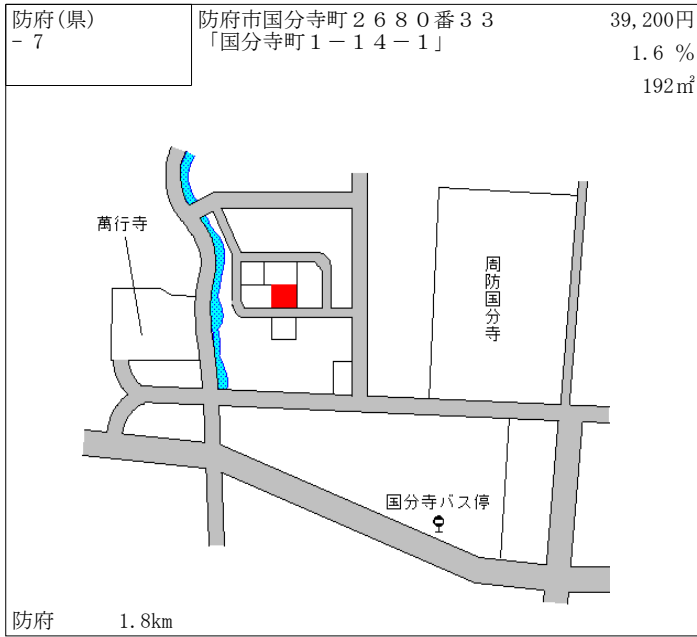 防府(県)
- 7
防府市国分寺町２６８０番３３
「国分寺町１－１４－１」
39,200円
1.6 %
192㎡
萬行寺
周防国分寺
国分寺バス停
防府 1.8km